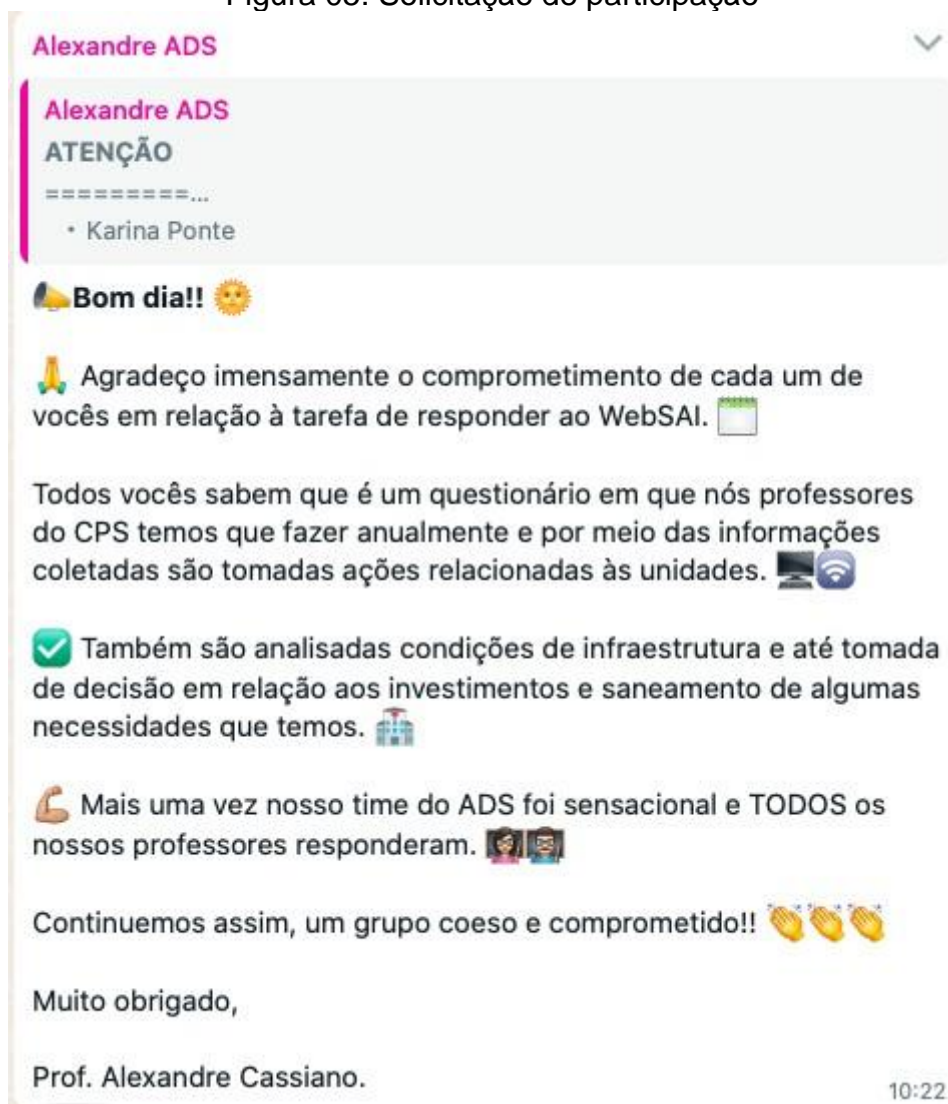 Figura 03. Solicitação de participação
Alexandre ADS
Alexandre ADS
ATENÇÃO
=========...
• Karina Ponte
Bom dia!!
Agradeço imensamente o comprometimento de cada um de
vocês em relação à tarefa de responder ao WebSAI.
Todos vocês sabem que é um questionário em que nós professores
do CPS temos que fazer anualmente e por meio das informações
coletadas são tomadas ações relacionadas às unidades.
Também são analisadas condições de infraestrutura e até tomada
de decisão em relação aos investimentos e saneamento de algumas
necessidades que temos.
Mais uma vez nosso time do ADS foi sensacional e TODOS os
nossos professores responderam.
Continuemos assim, um grupo coeso e comprometido!!
Muito obrigado,
Prof. Alexandre Cassiano.
10:22